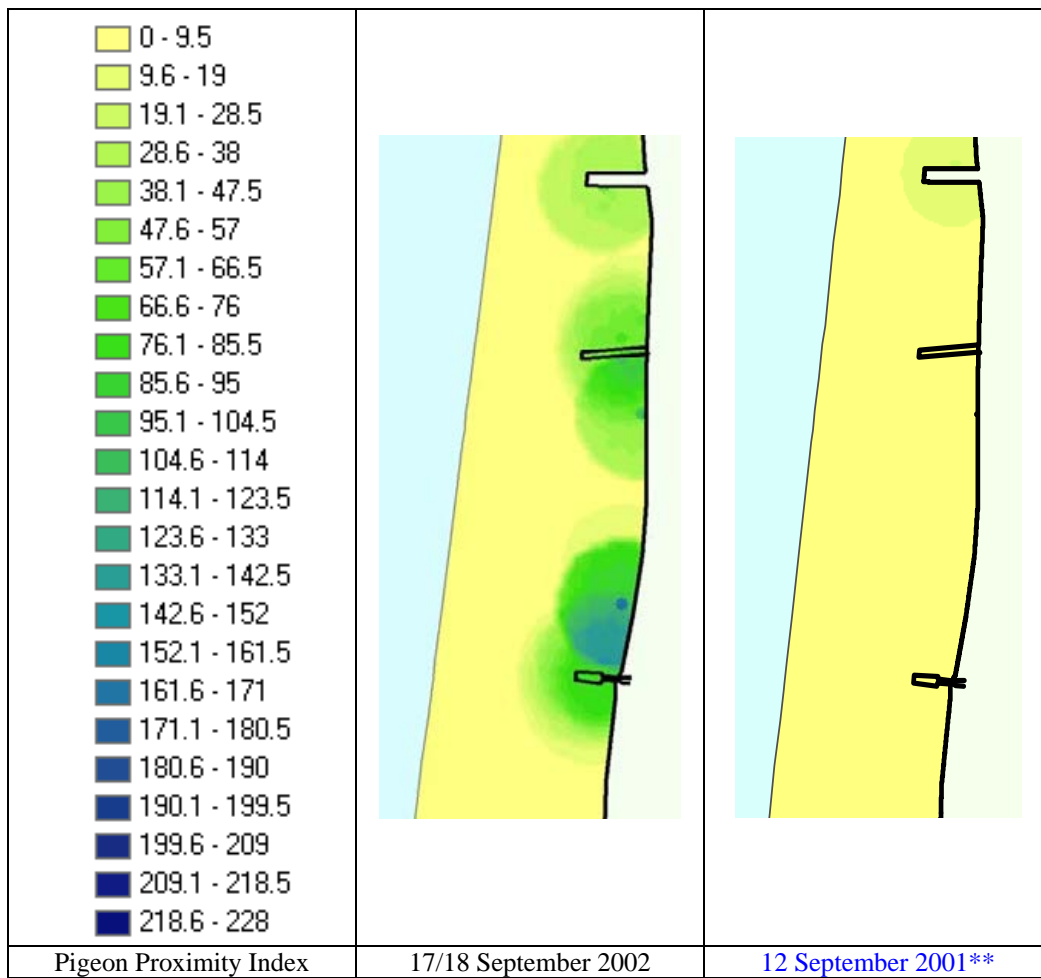 0 - 9.5
9.6 - 19
19.1 - 28.5
28.6 - 38
38.1 - 47.5
47.6 - 57
57.1 - 66.5
66.6 - 76
76.1 - 85.5
85.6 - 95
95.1 - 104.5
104.6 - 114
114.1 - 123.5
123.6 - 133
133.1 - 142.5
142.6 - 152
152.1 - 161.5
161.6 - 171
171.1 - 180.5
180.6 - 190
190.1 - 199.5
199.6 - 209
209.1 - 218.5
218.6 - 228
Pigeon Proximity Index
17/18 September 2002
12 September 2001**